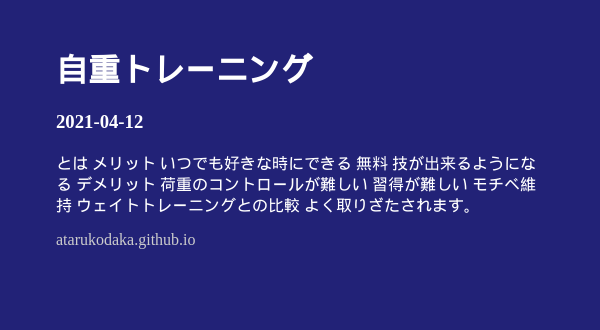 自重トレーニング
2021-04-12
とは メリット いつでも好きな時にできる 無料 技が出来るようにな
る デメリット 荷重のコントロールが難しい 習得が難しい モチベ維
持 ウェイトトレーニングとの比較 よく取りざたされます。
atarukodaka.github.io